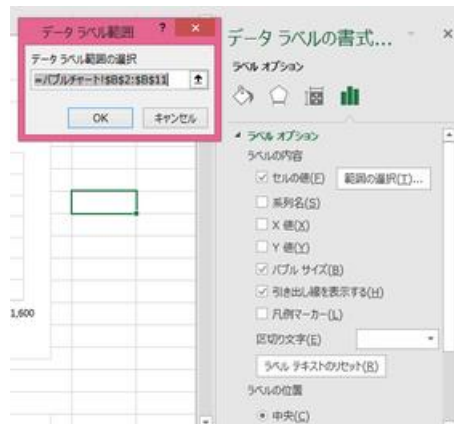 データ ラベル範囲 ? ×
データ ラベル範囲の選択
=バブルチャート!$B$2:$B$11
OK キャンセル
1,600
データ ラベルの書式... ×
ラベル オプション
ラベル オプション
ラベルの内容
セルの値(F) 範囲の選択(T)...
系列名(S)
X 値(X)
Y 値(Y)
バブル サイズ(B)
引き出し線を表示する(H)
凡例マーカー(L)
区切り文字(E)
ラベル テキストのリセット(R)
ラベルの位置
中央(C)